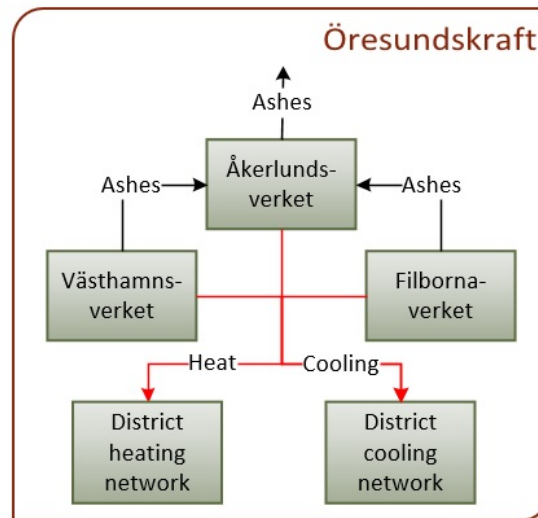 Öresundskraft
Ashes
Åkerlunds-
verket
Ashes
Ashes
Västhamns-
verket
Filborna-
verket
Heat
Cooling
District
heating
network
District
cooling
network